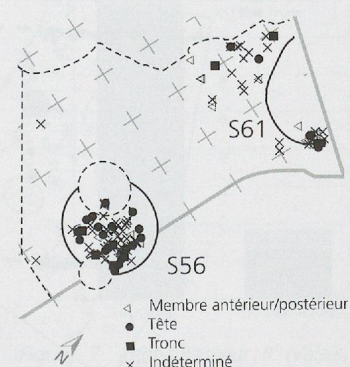 S61
S56
Membre antérieur/postérieur
Tête
Tronc
N
Indéterminé